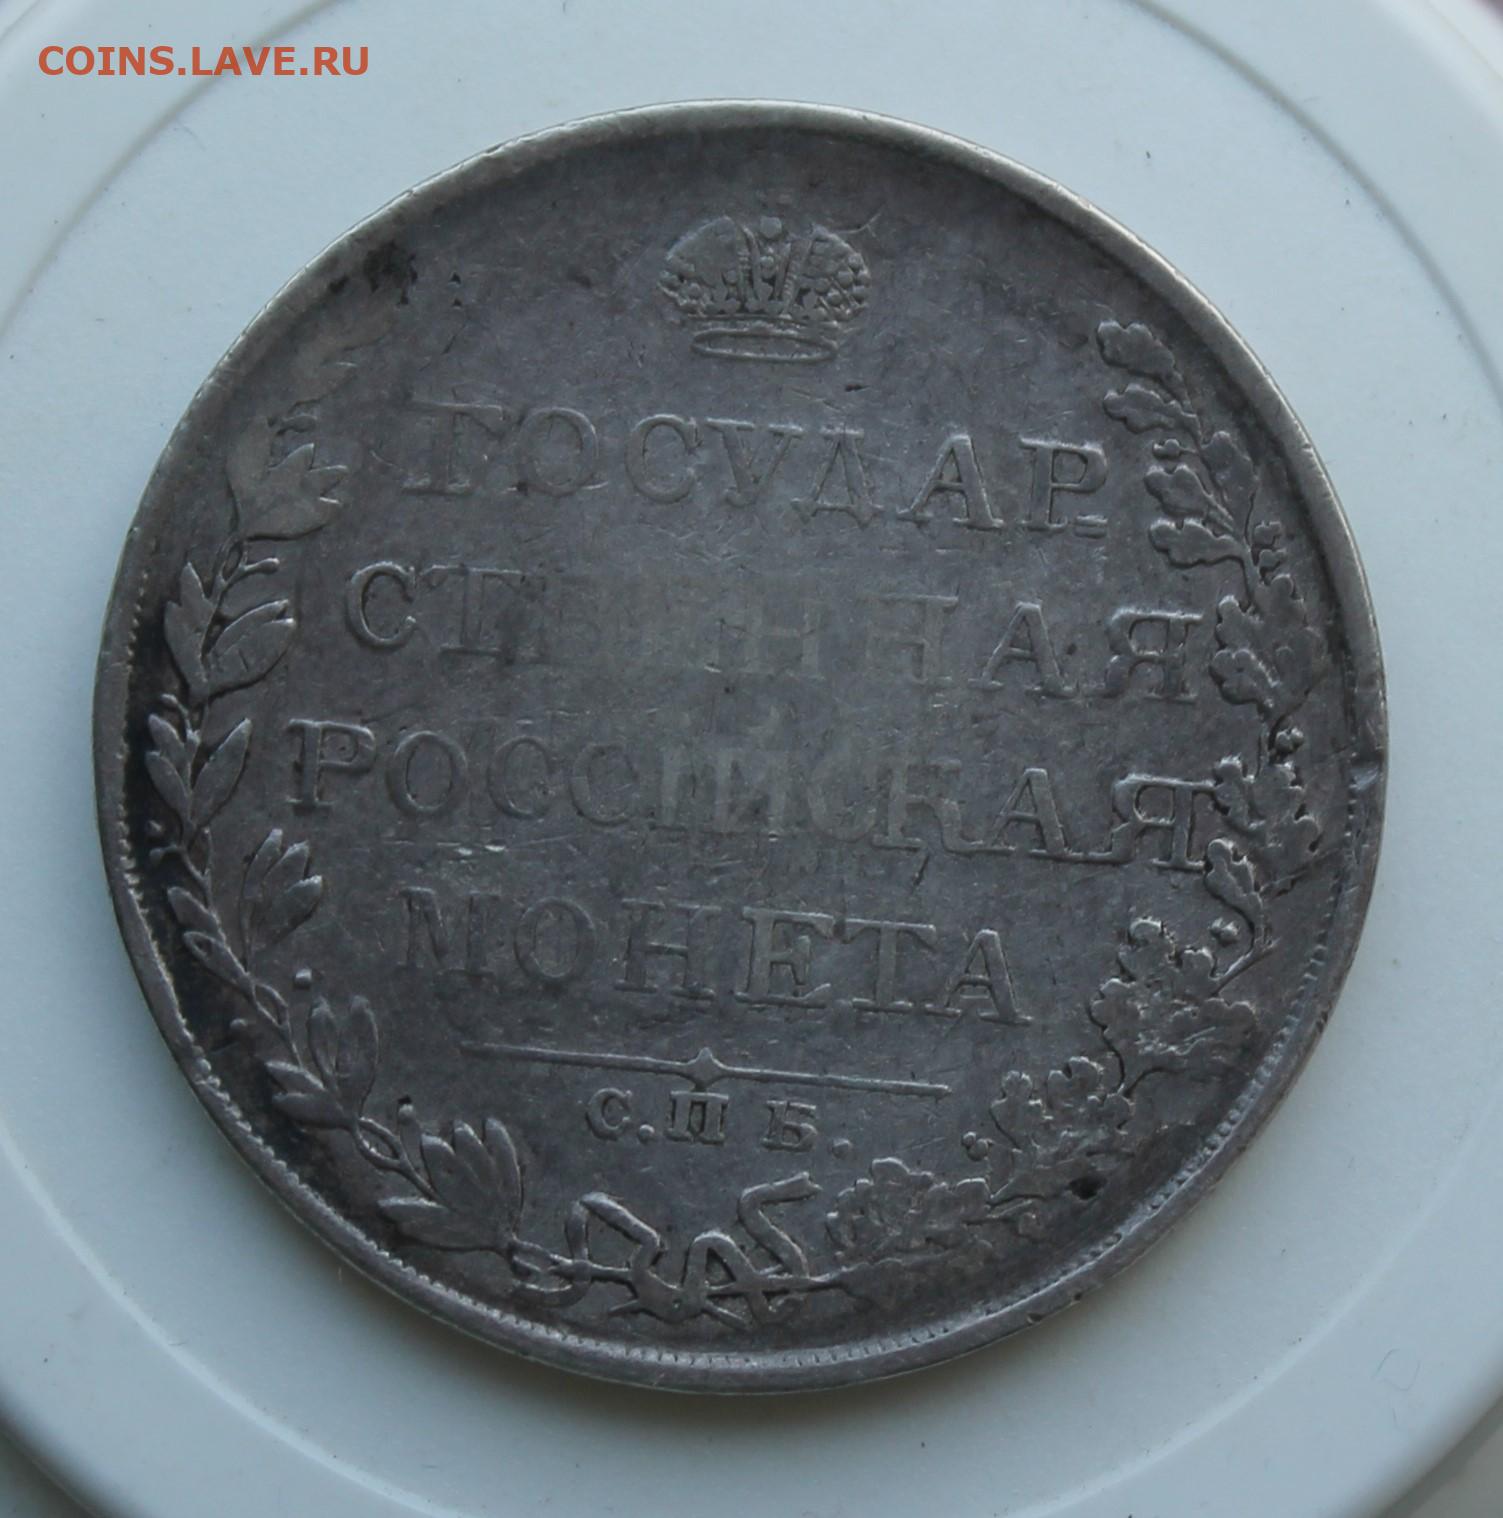 COINS.LAVE.RU
ГОСУДАР=
СТВЕННАЯ
РОССІЙСКАЯ
МОНЕТА
С.П Б.